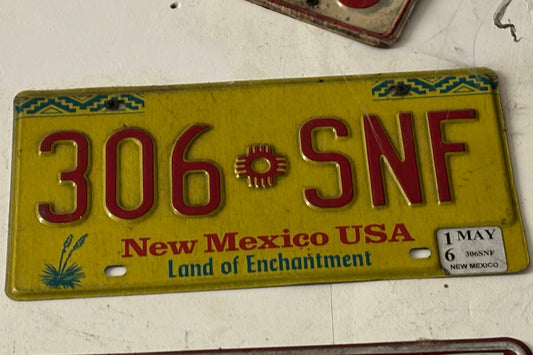 306 SNF
New Mexico USA
Land of Enchantment
1 MAY
6 306SNF
NEW MEXICO